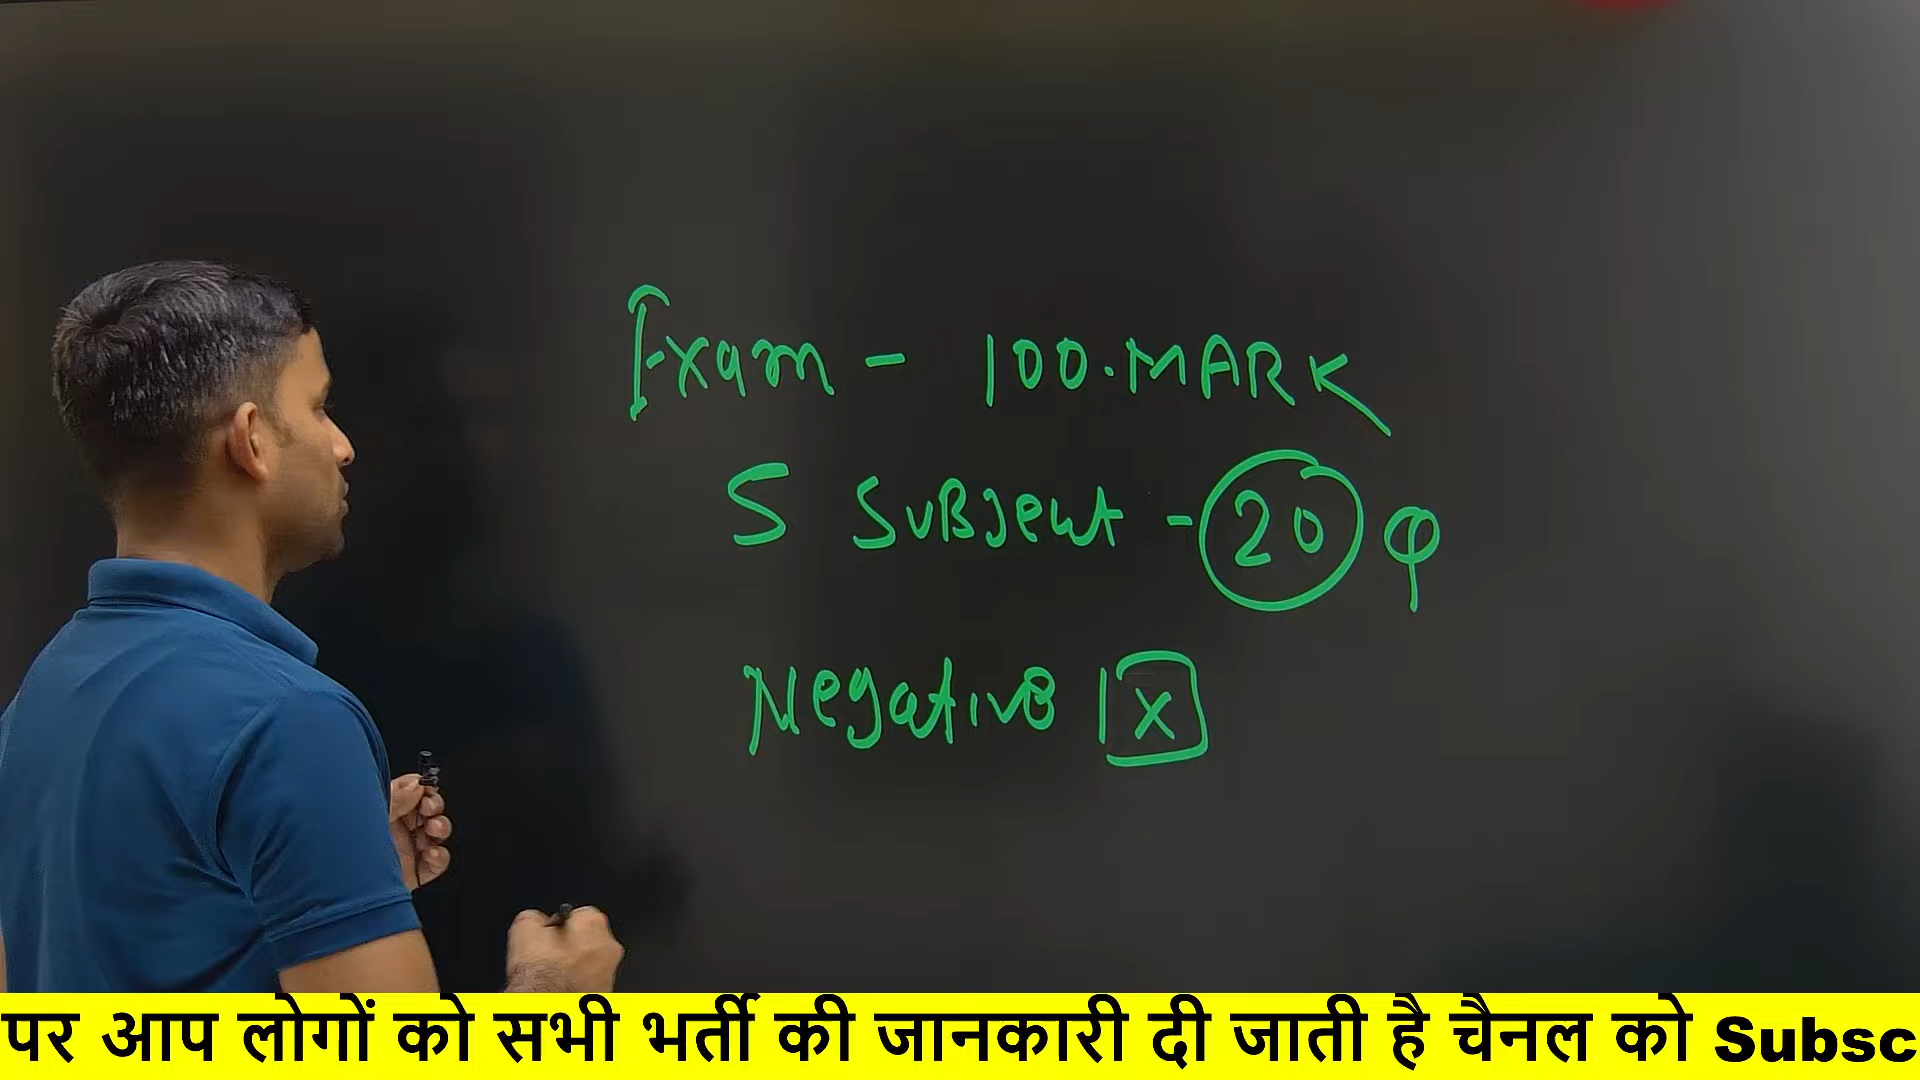 Exam - 100.MARK
5 SUBJECT - 20 Q
Negative | X
पर आप लोगों को सभी भर्ती की जानकारी दी जाती है चैनल को Subsc